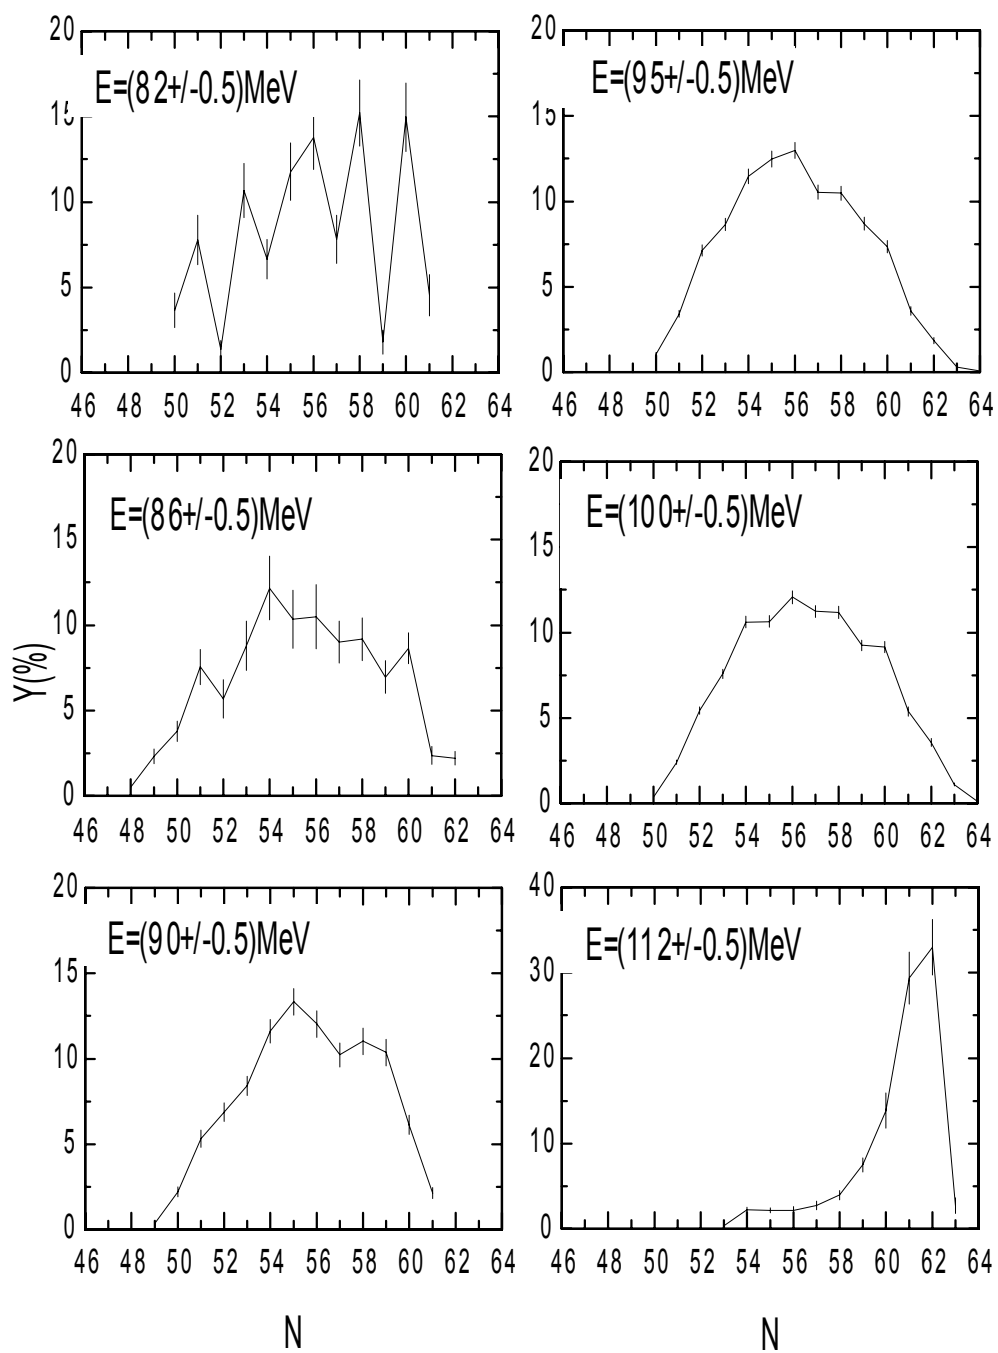 20
E=(82+/-0.5)MeV
15
10
5
0
46 48 50 52 54 56 58 60 62 64
20
E=(95+/-0.5)MeV
15
10
5
0
46 48 50 52 54 56 58 60 62 64
20
E=(86+/-0.5)MeV
15
10
Y(%)
5
0
46 48 50 52 54 56 58 60 62 64
20
E=(100+/-0.5)MeV
15
10
5
0
46 48 50 52 54 56 58 60 62 64
20
E=(90+/-0.5)MeV
15
10
5
0
46 48 50 52 54 56 58 60 62 64
N
40
E=(112+/-0.5)MeV
30
20
10
0
46 48 50 52 54 56 58 60 62 64
N